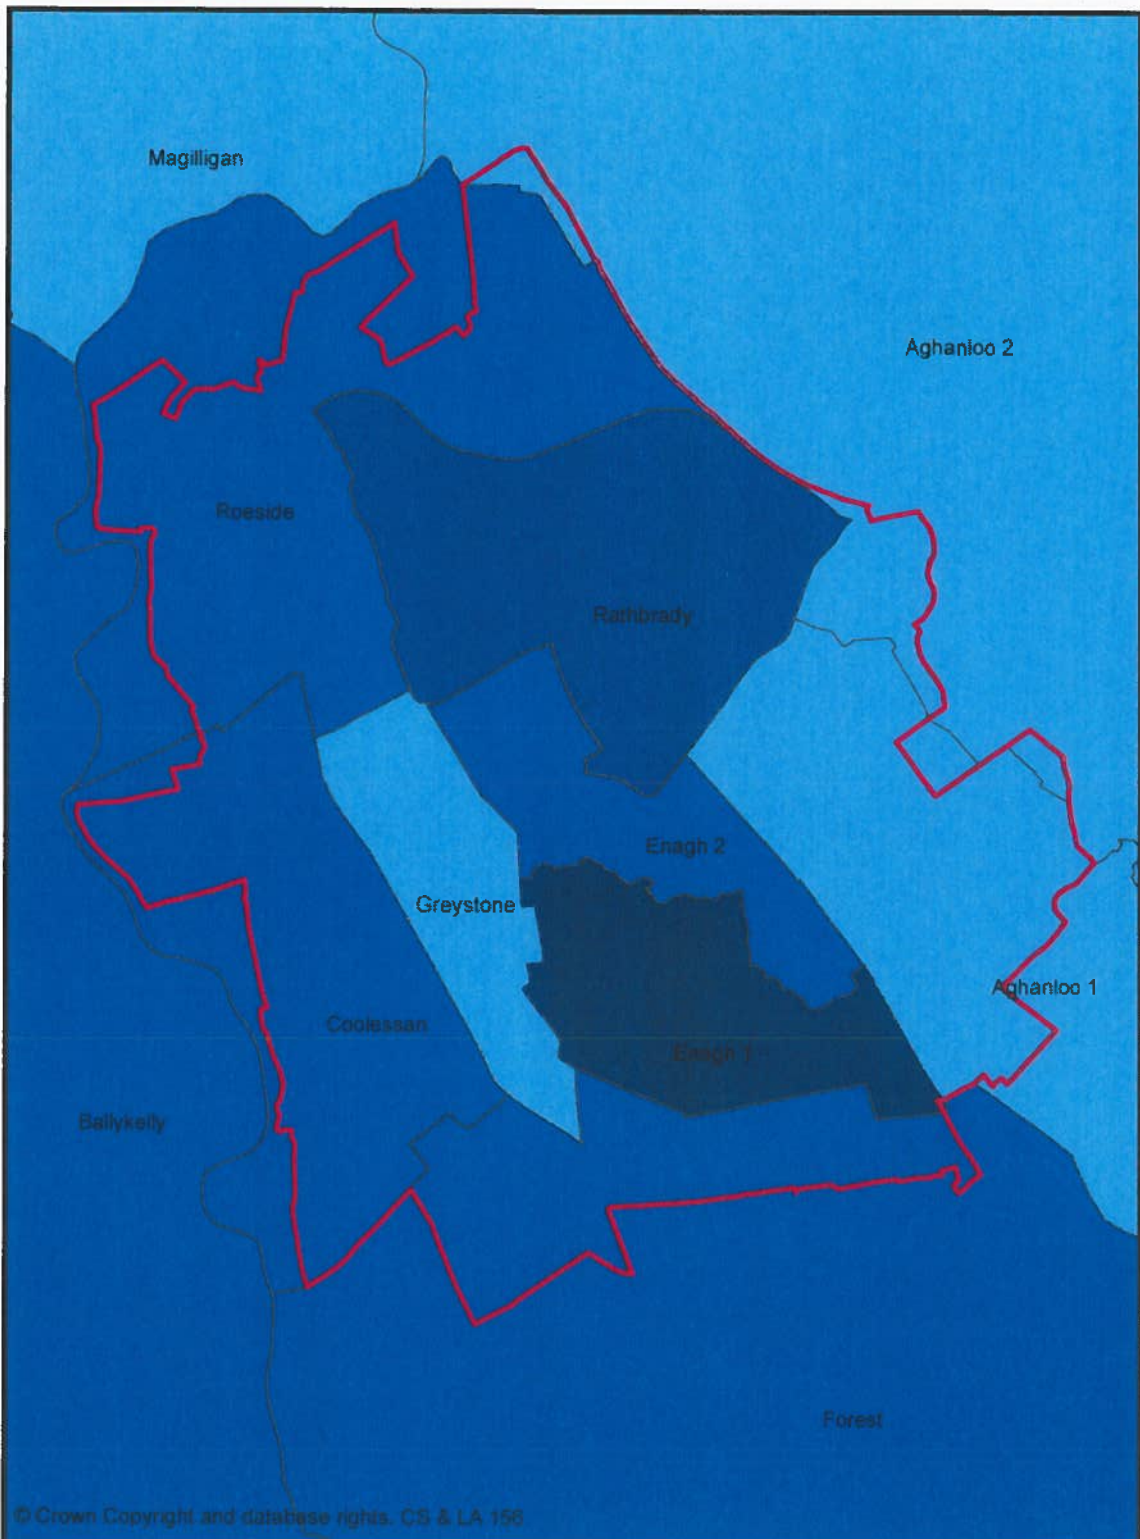 Magilligan
Aghanloo 2
Roeside
Rathbrady
Enagh 2
Greystone
Aghanloo 1
Coolessan
Enagh 1
Ballykelly
Forest
© Crown Copyright and database rights. CS & LA 156